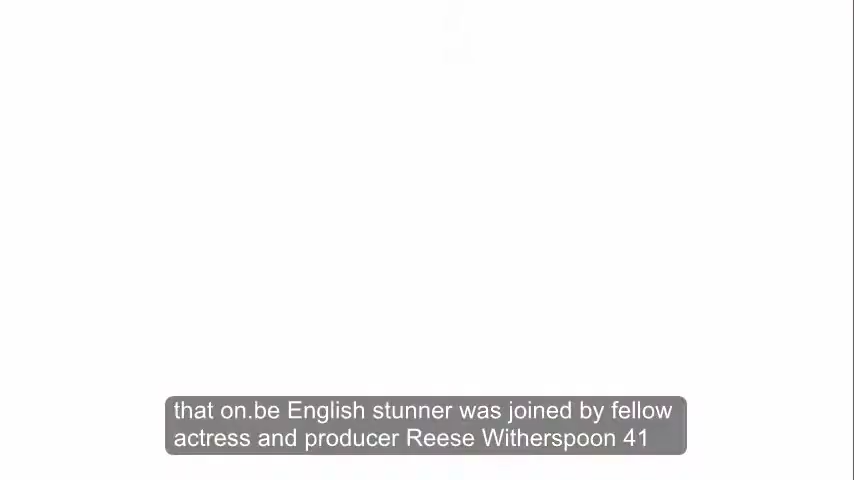 that on.be English stunner was joined by fellow
actress and producer Reese Witherspoon 41